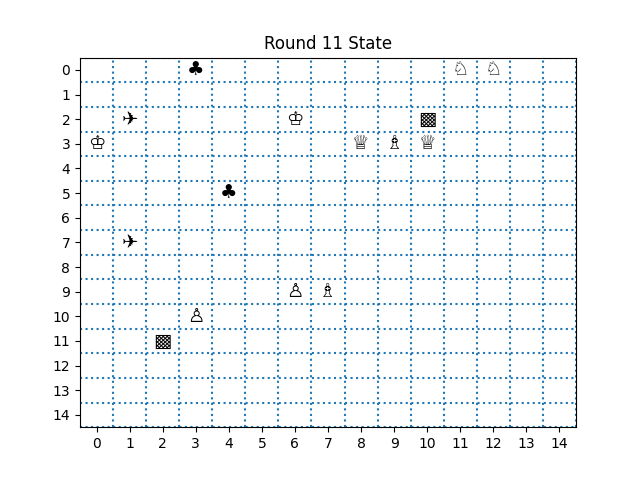 Round 11 State
0 ♣ ♘ ♘
1
2 ✈ ♔ ▩
3 ♔ ♕ ♗ ♕
4
5 ♣
6
7 ✈
8
9 ♙ ♗
10 ♙
11 ▩
12
13
14
0 1 2 3 4 5 6 7 8 9 10 11 12 13 14